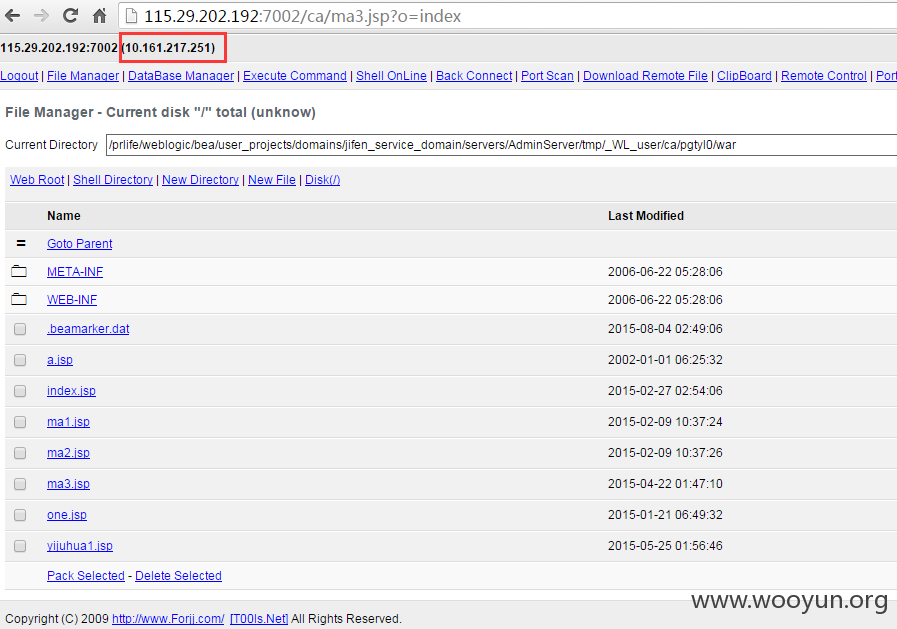 115.29.202.192:7002/ca/ma3.jsp?o=index
115.29.202.192:7002 (10.161.217.251)
Logout | File Manager | DataBase Manager | Execute Command | Shell OnLine | Back Connect | Port Scan | Download Remote File | ClipBoard | Remote Control | Port
File Manager - Current disk "/" total (unknow)
Current Directory /prlife/weblogic/bea/user_projects/domains/jifen_service_domain/servers/AdminServer/tmp/_WL_user/ca/pgtyl0/war
Web Root | Shell Directory | New Directory | New File | Disk(/)
Name Last Modified
= Goto Parent
META-INF 2006-06-22 05:28:06
WEB-INF 2006-06-22 05:28:06
.beamarker.dat 2015-08-04 02:49:06
a.jsp 2002-01-01 06:25:32
index.jsp 2015-02-27 02:54:06
ma1.jsp 2015-02-09 10:37:24
ma2.jsp 2015-02-09 10:37:26
ma3.jsp 2015-04-22 01:47:10
one.jsp 2015-01-21 06:49:32
yijuhua1.jsp 2015-05-25 01:56:46
Pack Selected - Delete Selected
www.wooyun.org
Copyright (C) 2009 http://www.Forjj.com/ [T00ls.Net] All Rights Reserved.